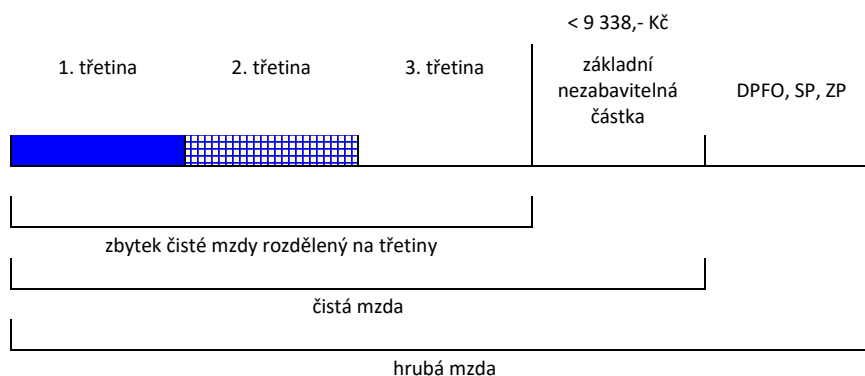 < 9 338,- Kč
1. třetina
2. třetina
3. třetina
základní
nezabavitelná
částka
DPFO, SP, ZP
zbytek čisté mzdy rozdělený na třetiny
čistá mzda
hrubá mzda